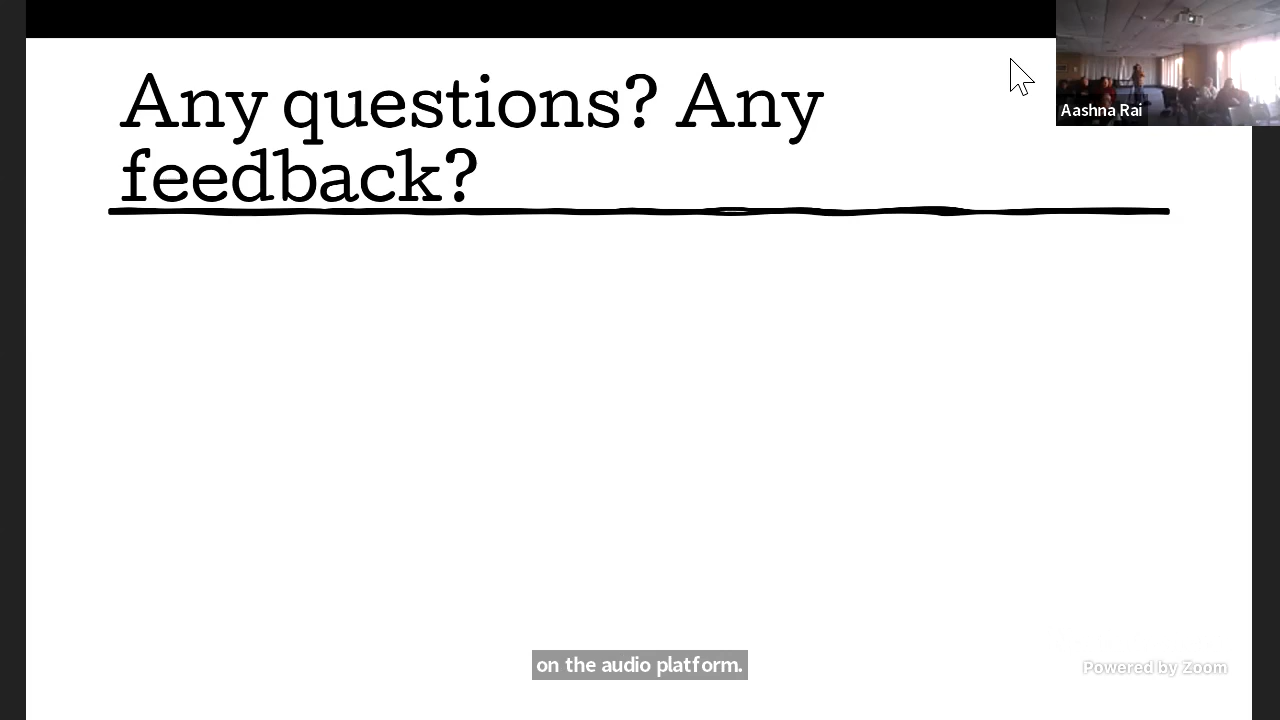 Any questions? Any
feedback?
Aashna Rai
on the audio platform.
Powered by Zoom